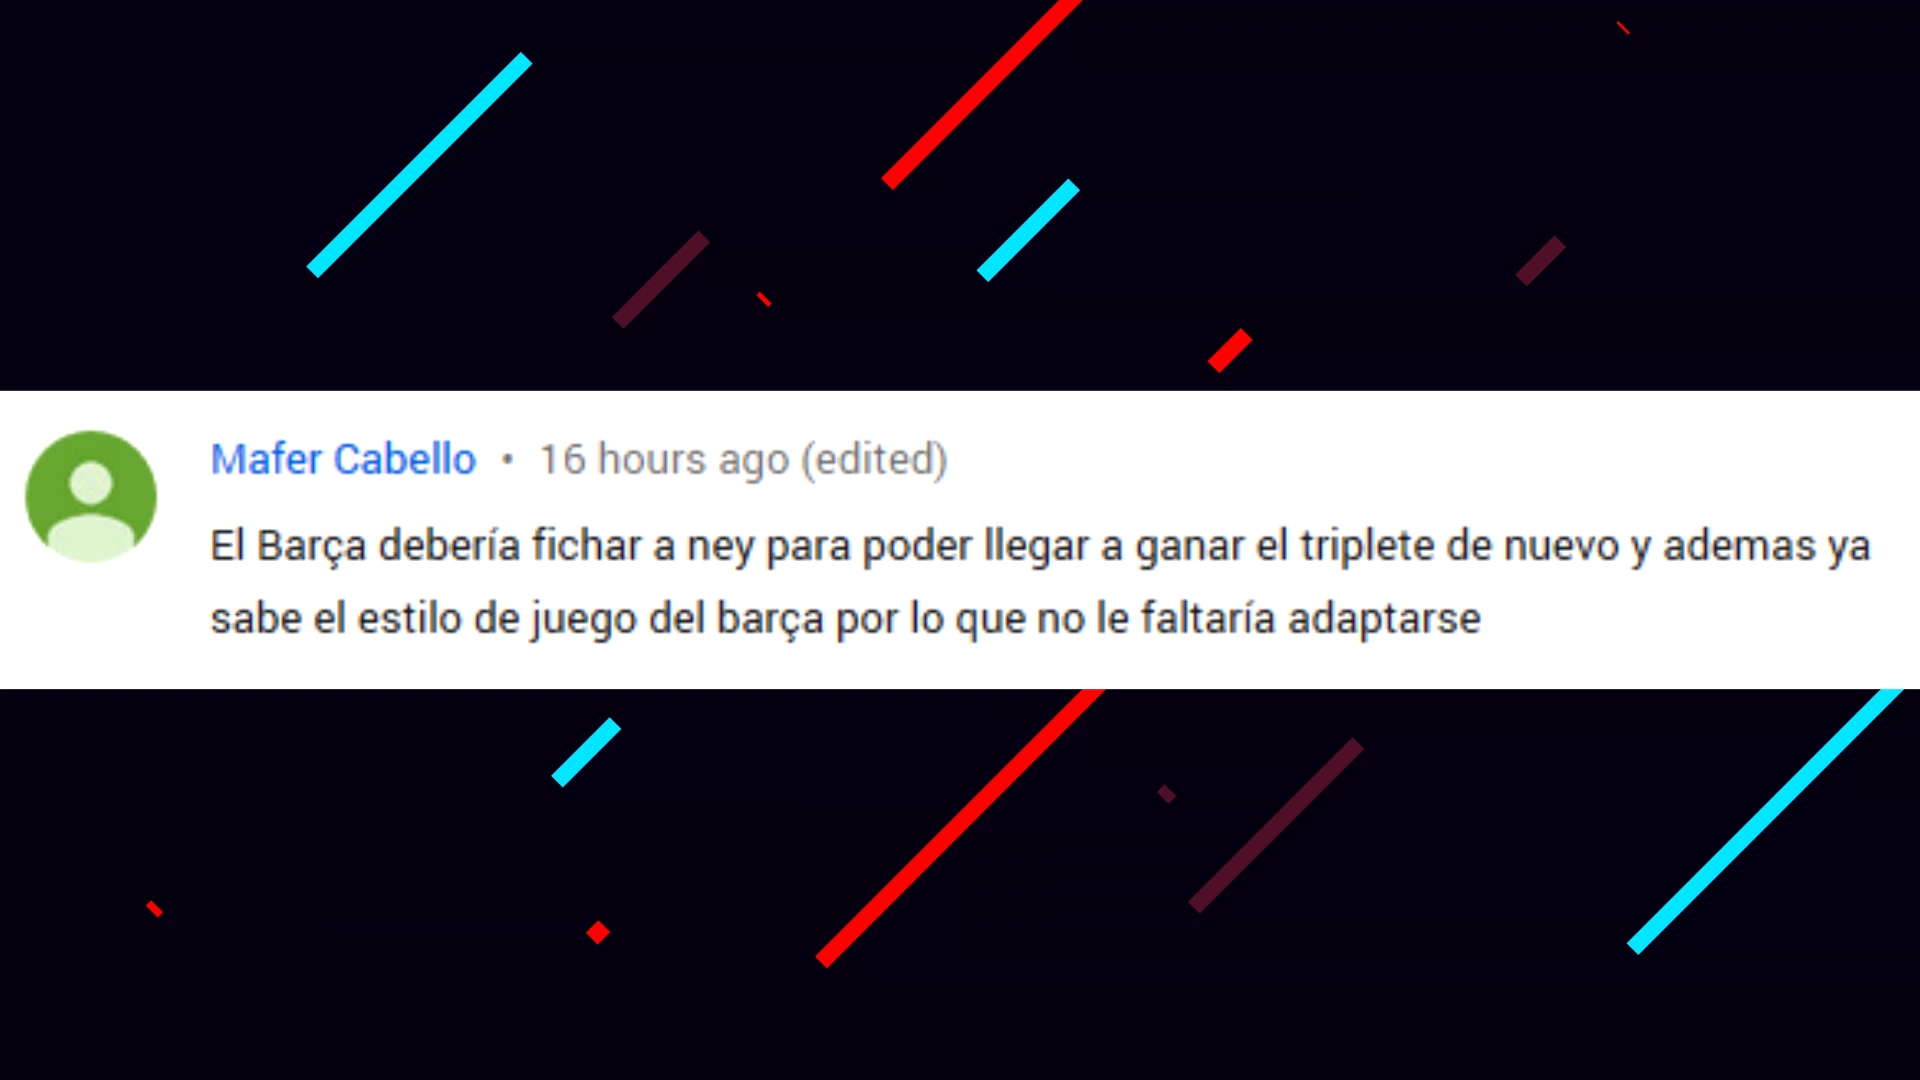 Mafer Cabello • 16 hours ago (edited)
El Barça debería fichar a ney para poder llegar a ganar el triplete de nuevo y ademas ya
sabe el estilo de juego del barça por lo que no le faltaría adaptarse